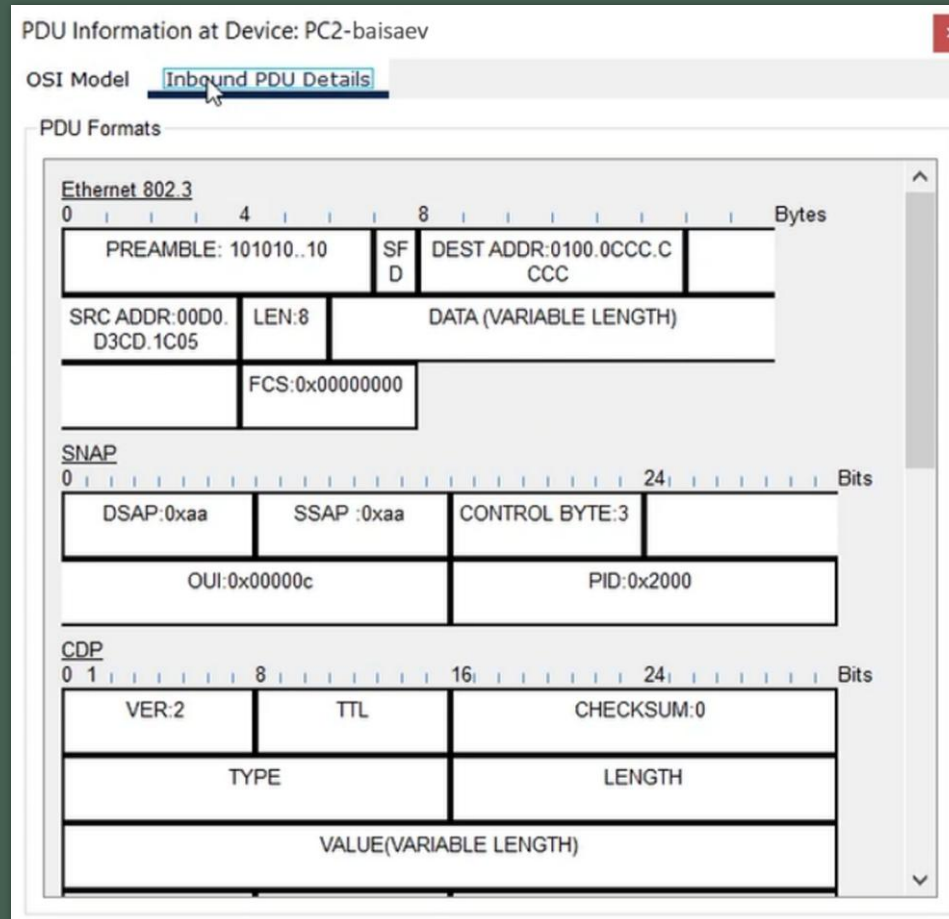 PDU Information at Device: PC2-baisaev
OSI Model Inbound PDU Details
PDU Formats
Ethernet 802.3
0 4 8 Bytes
PREAMBLE: 101010..10 SF DEST ADDR:0100.0CCC.C
D CCC
SRC ADDR:00D0. LEN:8 DATA (VARIABLE LENGTH)
D3CD.1C05
FCS:0x00000000
SNAP
0 24 Bits
DSAP:0xaa SSAP :0xaa CONTROL BYTE:3
OUI:0x00000c PID:0x2000
CDP
0 1 8 16 24 Bits
VER:2 TTL CHECKSUM:0
TYPE LENGTH
VALUE(VARIABLE LENGTH)